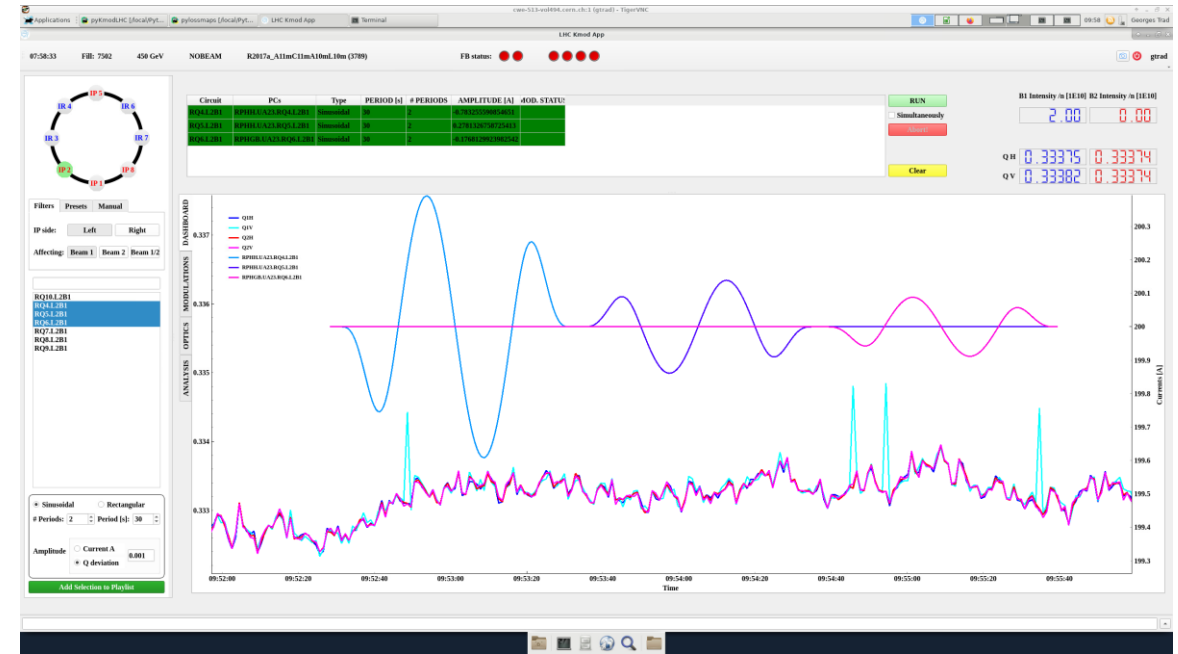 cwe-513-vol494.cern.ch:1 (gtrad) - TigerVNC
Applications pyKmodLHC [/local/Pyt... pylossmaps [/local/Pyt... LHC Kmod App Terminal 09:58 Georges Trad
LHC Kmod App
07:58:33 Fill: 7502 450 GeV NOBEAM R2017a_A11mC11mA10mL10m (3789) FB status: gtrad
IP 5
IR 4 IR 6
IR 3 IR 7
IP 2 IP 8
IP 1
Circuit PCs Type PERIOD [s] # PERIODS AMPLITUDE [A] MOD. STATU
RQ4.L2B1 RPHH.UA23.RQ4.L2B1 Sinusoidal 30 2
RQ5.L2B1 RPHH.UA23.RQ5.L2B1 Sinusoidal 30 2
RQ6.L2B1 RPHGB.UA23.RQ6.L2B1 Sinusoidal 30 2
RUN
Simultaneously
Abort!
Clear
B1 Intensity /n [1E10] B2 Intensity /n [1E10]
2.00 0.00
Q H 0.33375 0.33374
Q V 0.33382 0.33374
Filters Presets Manual
IP side: Left Right
Affecting: Beam 1 Beam 2 Beam 1/2
RQ10.L2B1
RQ4.L2B1
RQ5.L2B1
RQ6.L2B1
RQ7.L2B1
RQ8.L2B1
RQ9.L2B1
Sinusoidal Rectangular
# Periods: 2 Period [s]: 30
Amplitude
Current A
Q deviation
0.001
Add Selection to Playlist
DASHBOARD
MODULATIONS
OPTICS
ANALYSIS
Q1H
Q1V
Q2H
Q2V
RPHH.UA23.RQ4.L2B1
RPHH.UA23.RQ5.L2B1
RPHGB.UA23.RQ6.L2B1
0.337
0.336
0.335
0.334
0.333
200.3
200.2
200.1
200
199.9
199.8
199.7
199.6
199.5
199.4
199.3
Currents [A]
09:52:00 09:52:20 09:52:40 09:53:00 09:53:20 09:53:40 09:54:00 09:54:20 09:54:40 09:55:00 09:55:20 09:55:40
Time